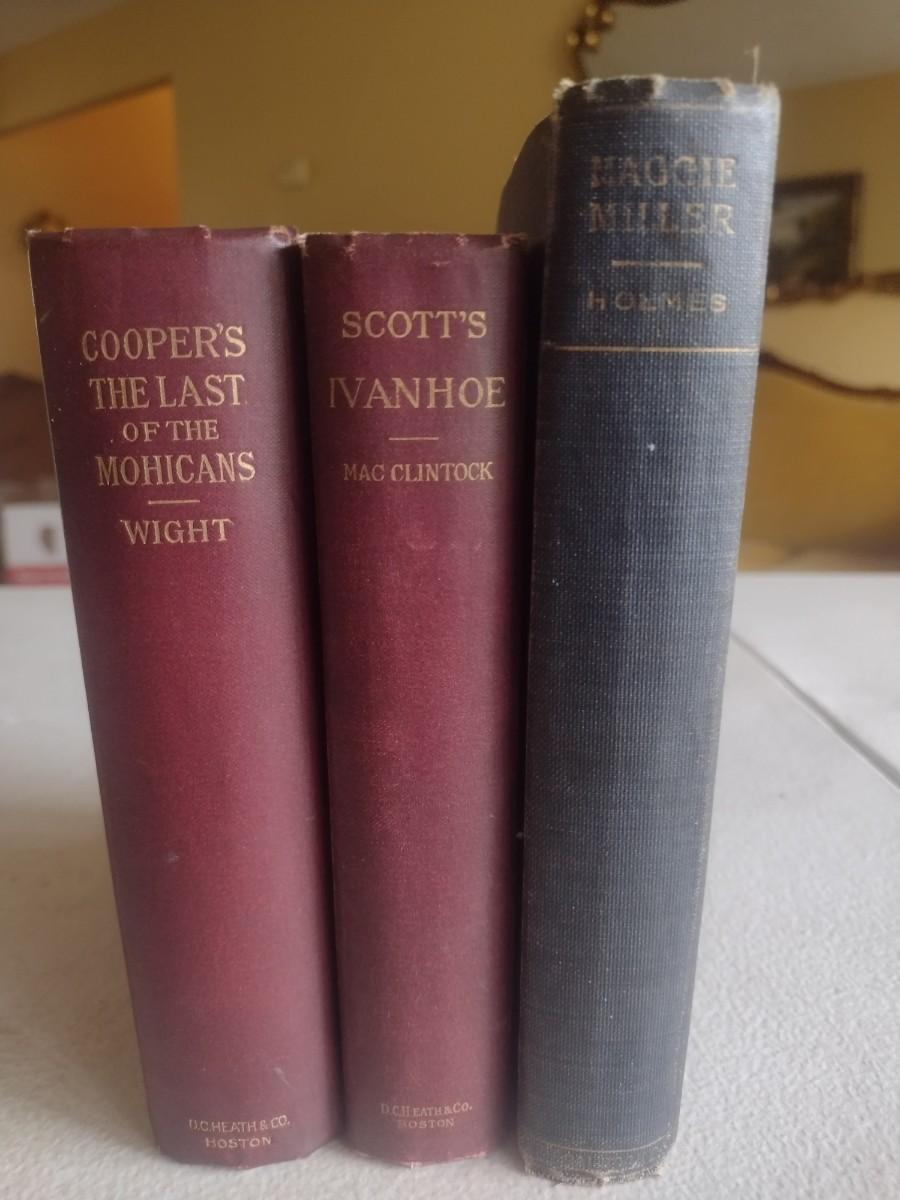 COOPER'S
THE LAST
OF THE
MOHICANS
WIGHT
D.C.HEATH & CO.
BOSTON
SCOTT'S
IVANHOE
MAC CLINTOCK
D.C.HEATH & CO.
BOSTON
MAGGIE
MILLER
HOLMES